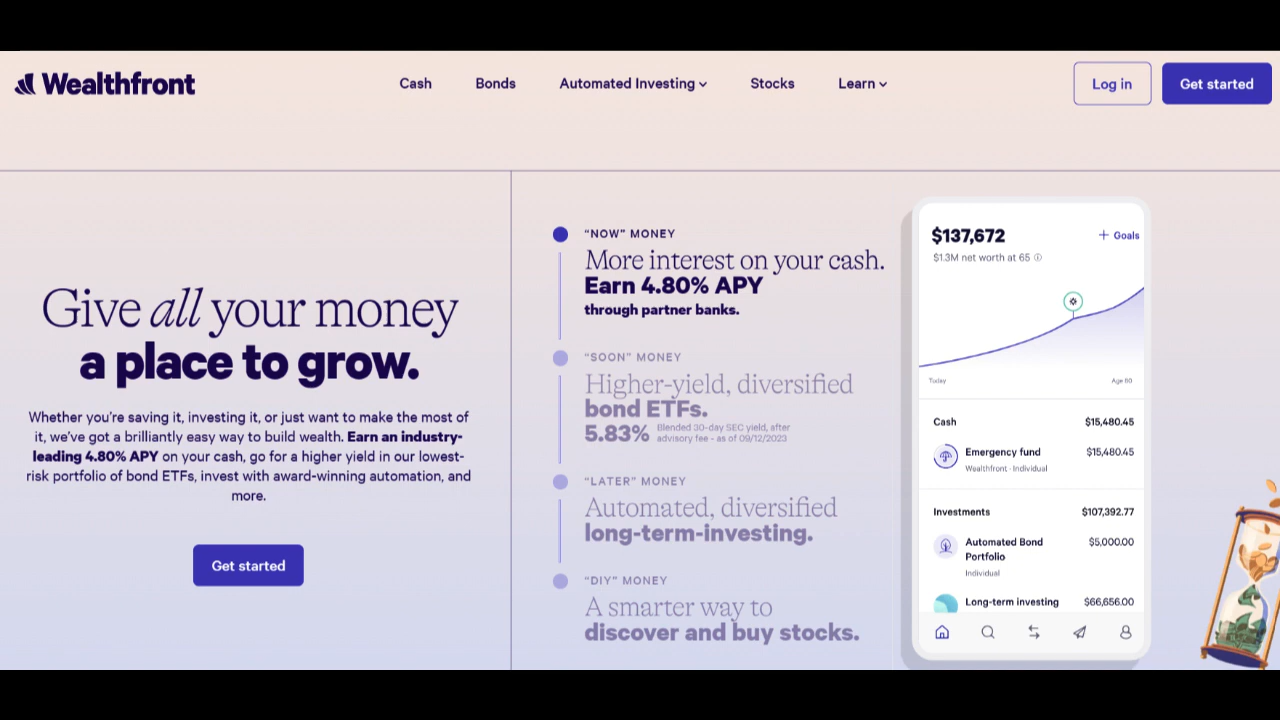 Wealthfront
Cash
Bonds
Automated Investing
Stocks
Learn
Log in
Get started
Give all your money
a place to grow.
Whether you’re saving it, investing it, or just want to make the most of
it, we’ve got a brilliantly easy way to build wealth. Earn an industry-
leading 4.80% APY on your cash, go for a higher yield in our lowest-
risk portfolio of bond ETFs, invest with award-winning automation, and
more.
Get started
“NOW” MONEY
More interest on your cash.
Earn 4.80% APY
through partner banks.
“SOON” MONEY
Higher-yield, diversified
bond ETFs.
5.83% Blended 30-day SEC yield, after
advisory fee - as of 09/12/2023
“LATER” MONEY
Automated, diversified
long-term-investing.
“DIY” MONEY
A smarter way to
discover and buy stocks.
$137,672
+ Goals
$1.3M net worth at 65
Today
Age 60
Cash $15,480.45
Emergency fund $15,480.45
Wealthfront · Individual
Investments $107,392.77
Automated Bond $5,000.00
Portfolio
Individual
Long-term investing $66,656.00